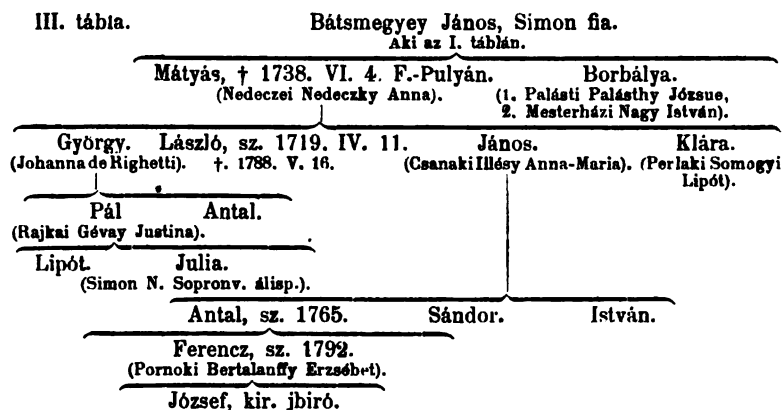 III. tábla. Bátsmegyey János, Simon fia.
Aki az I. táblán.
Mátyás, † 1738. VI. 4. F.-Pulyán. Borbálya.
(Nedeczei Nedeczky Anna). (1. Palásti Palásthy Józsue,
2. Mesterházi Nagy István).
György. László, sz. 1719. IV. 11. János. Klára.
(Johanna de Righetti). †. 1788. V. 16. (Csanaki Illésy Anna-Maria). (Perlaki Somogyi
Lipót).
Pál Antal.
(Rajkai Gévay Justina).
Lipót. Julia.
(Simon N. Sopronv. álisp.).
Antal, sz. 1765. Sándor. István.
Ferencz, sz. 1792.
(Pornoki Bertalanffy Erzsébet).
József, kir. jbiró.